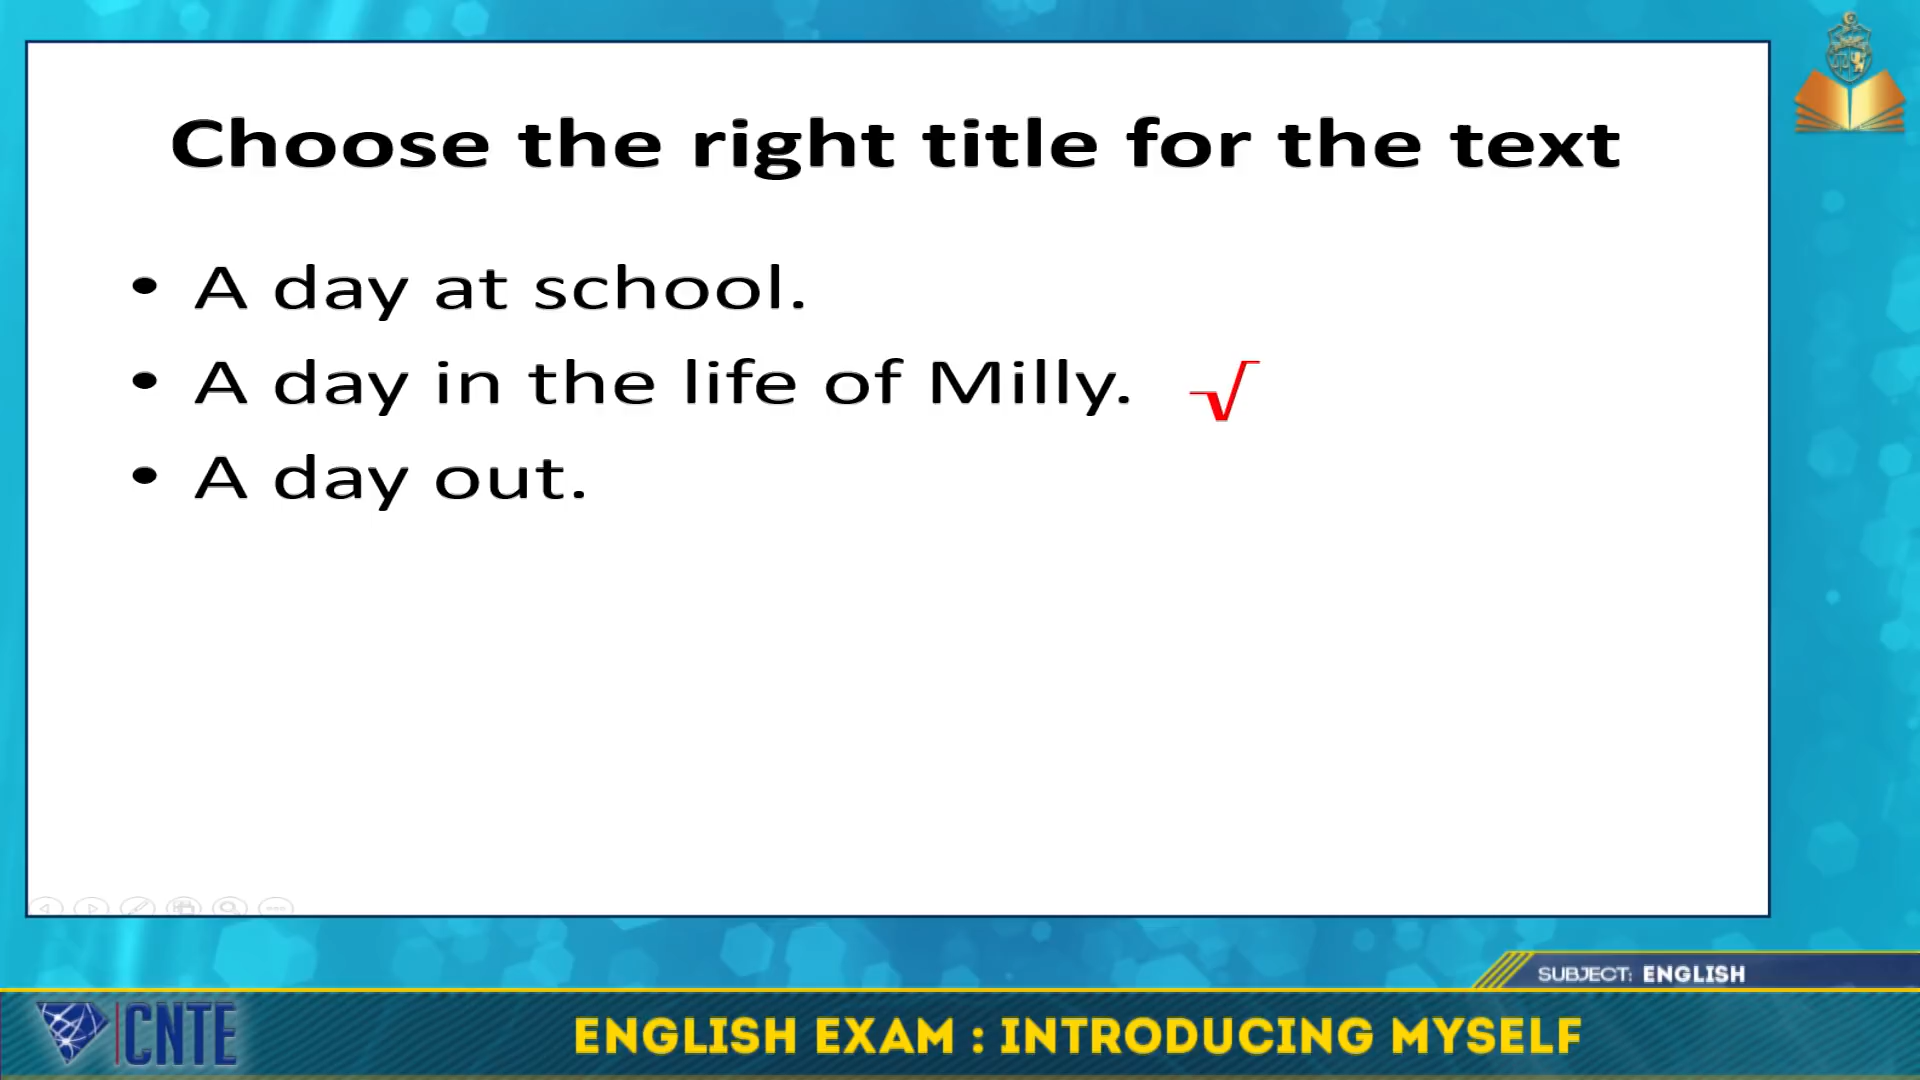 Choose the right title for the text
• A day at school.
• A day in the life of Milly. √
• A day out.
SUBJECT: ENGLISH
CNTE
ENGLISH EXAM : INTRODUCING MYSELF